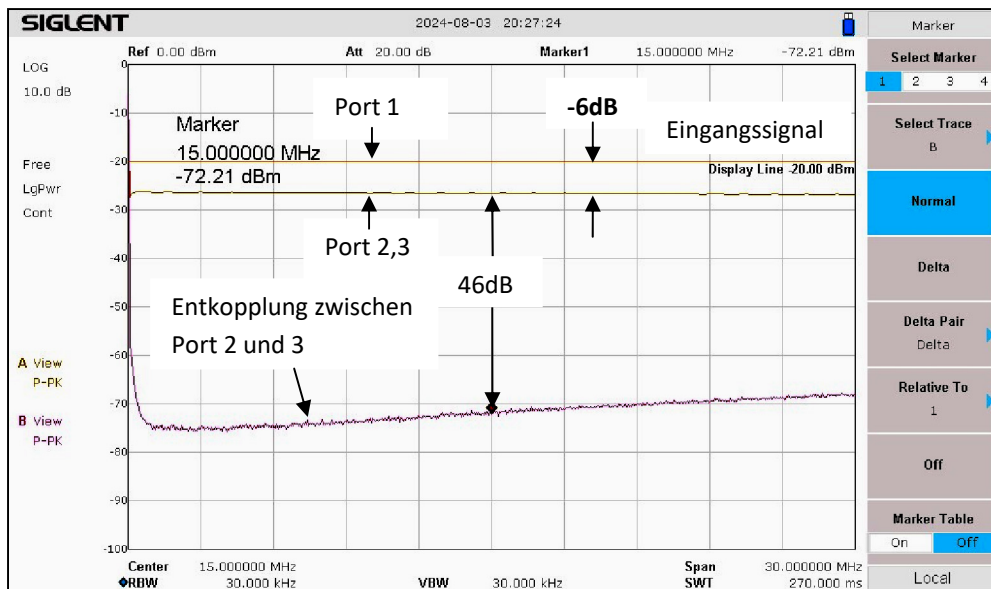 SIGLENT 2024-08-03 20:27:24
Ref 0.00 dBm Att 20.00 dB Marker1 15.000000 MHz -72.21 dBm
LOG
10.0 dB
Free
LgPwr
Cont
A View
P-PK
B View
P-PK
0
-10
-20
-30
-40
-50
-60
-70
-80
-90
-100
Marker
15.000000 MHz
-72.21 dBm
Port 1
-6dB
Eingangssignal
Display Line -20.00 dBm
Port 2,3
46dB
Entkopplung zwischen
Port 2 und 3
Center 15.000000 MHz Span 30.000000 MHz
RBW 30.000 kHz VBW 30.000 kHz SWT 270.000 ms
Marker
Select Marker
1 2 3 4
Select Trace
B
Normal
Delta
Delta Pair
Delta
Relative To
1
Off
Marker Table
On Off
Local